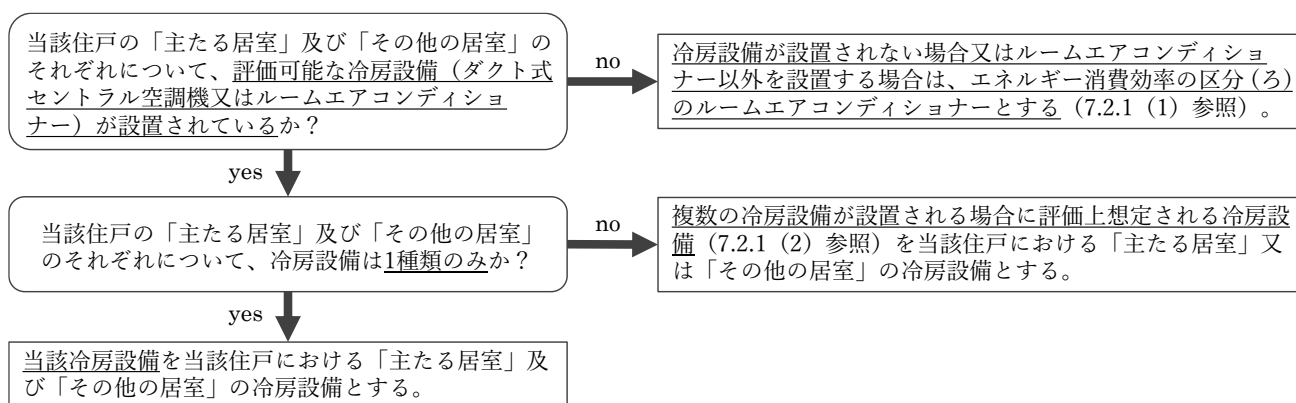 当該住戸の「主たる居室」及び「その他の居室」の
それぞれについて、評価可能な冷房設備（ダクト式
セントラル空調機又はルームエアコンディショ
ナー）が設置されているか？
no
冷房設備が設置されない場合又はルームエアコンディショ
ナー以外を設置する場合は、エネルギー消費効率の区分(ろ)
のルームエアコンディショナーとする（7.2.1（1）参照）。
yes
当該住戸の「主たる居室」及び「その他の居室」
のそれぞれについて、冷房設備は1種類のみか？
no
複数の冷房設備が設置される場合に評価上想定される冷房設
備（7.2.1（2）参照）を当該住戸における「主たる居室」又
は「その他の居室」の冷房設備とする。
yes
当該冷房設備を当該住戸における「主たる居室」及
び「その他の居室」の冷房設備とする。